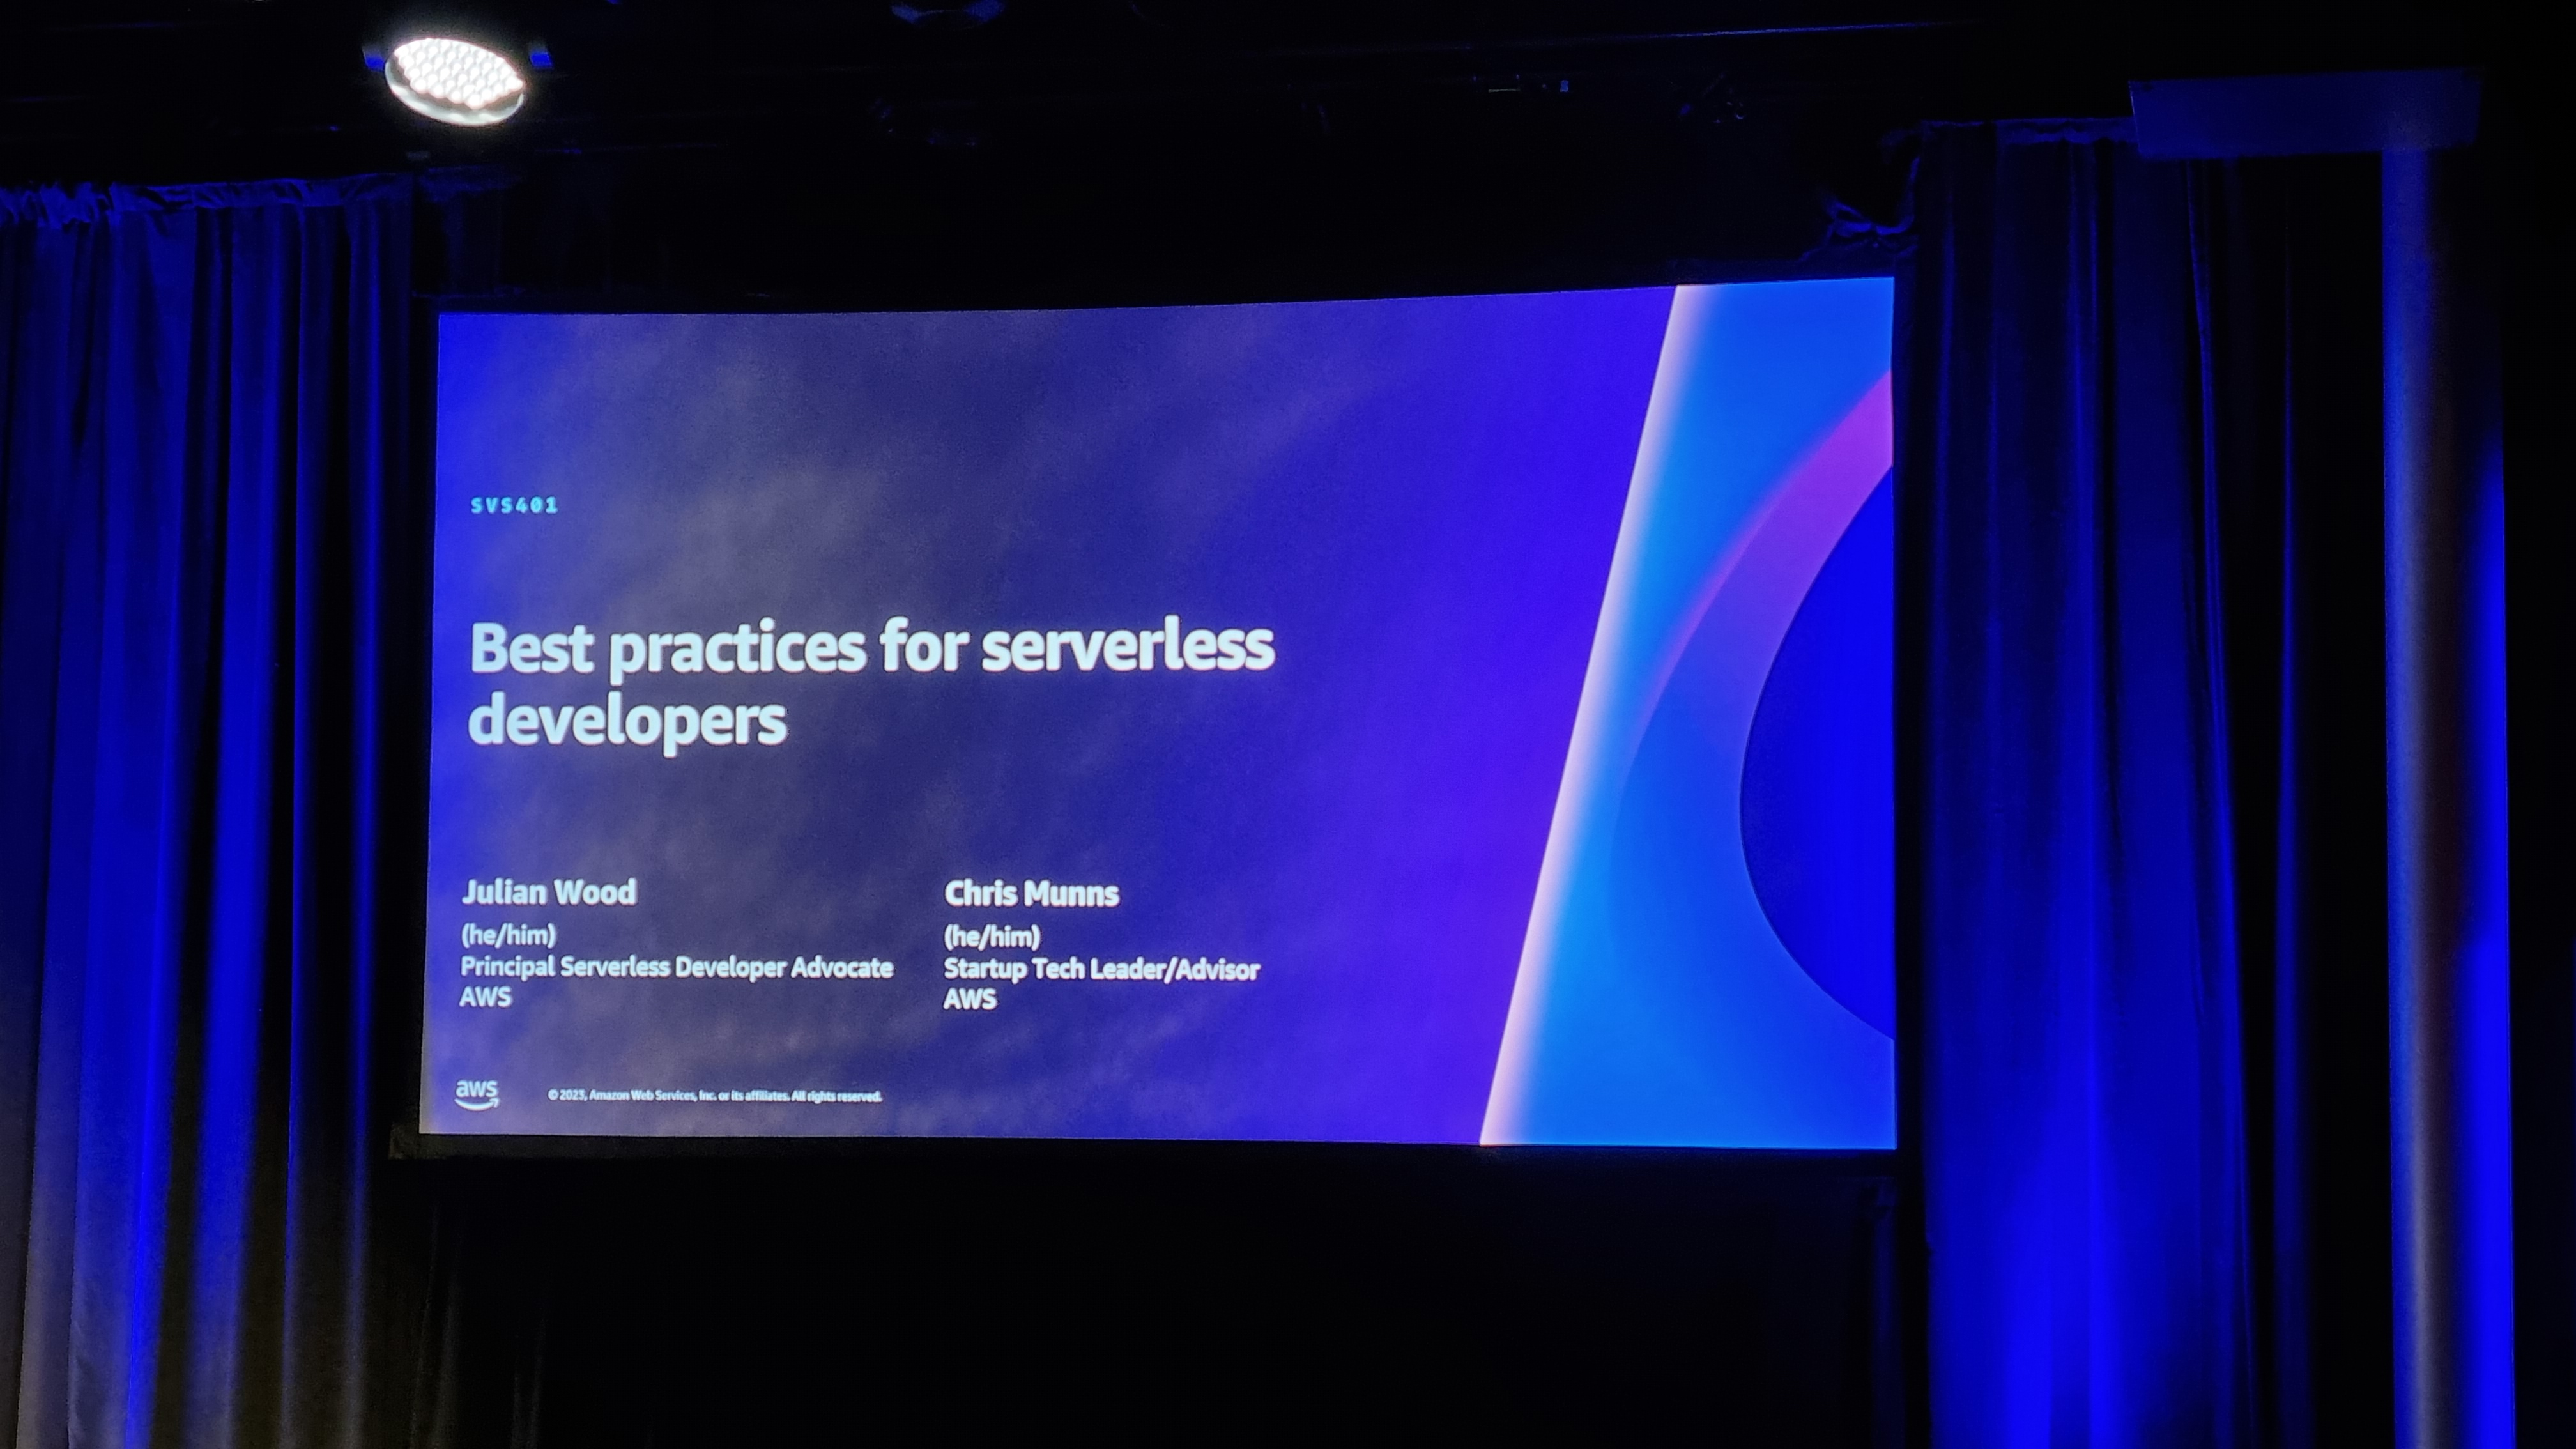 SVS401
Best practices for serverless
developers
Julian Wood
(he/him)
Principal Serverless Developer Advocate
AWS
Chris Munns
(he/him)
Startup Tech Leader/Advisor
AWS
aws
© 2023, Amazon Web Services, Inc. or its affiliates. All rights reserved.